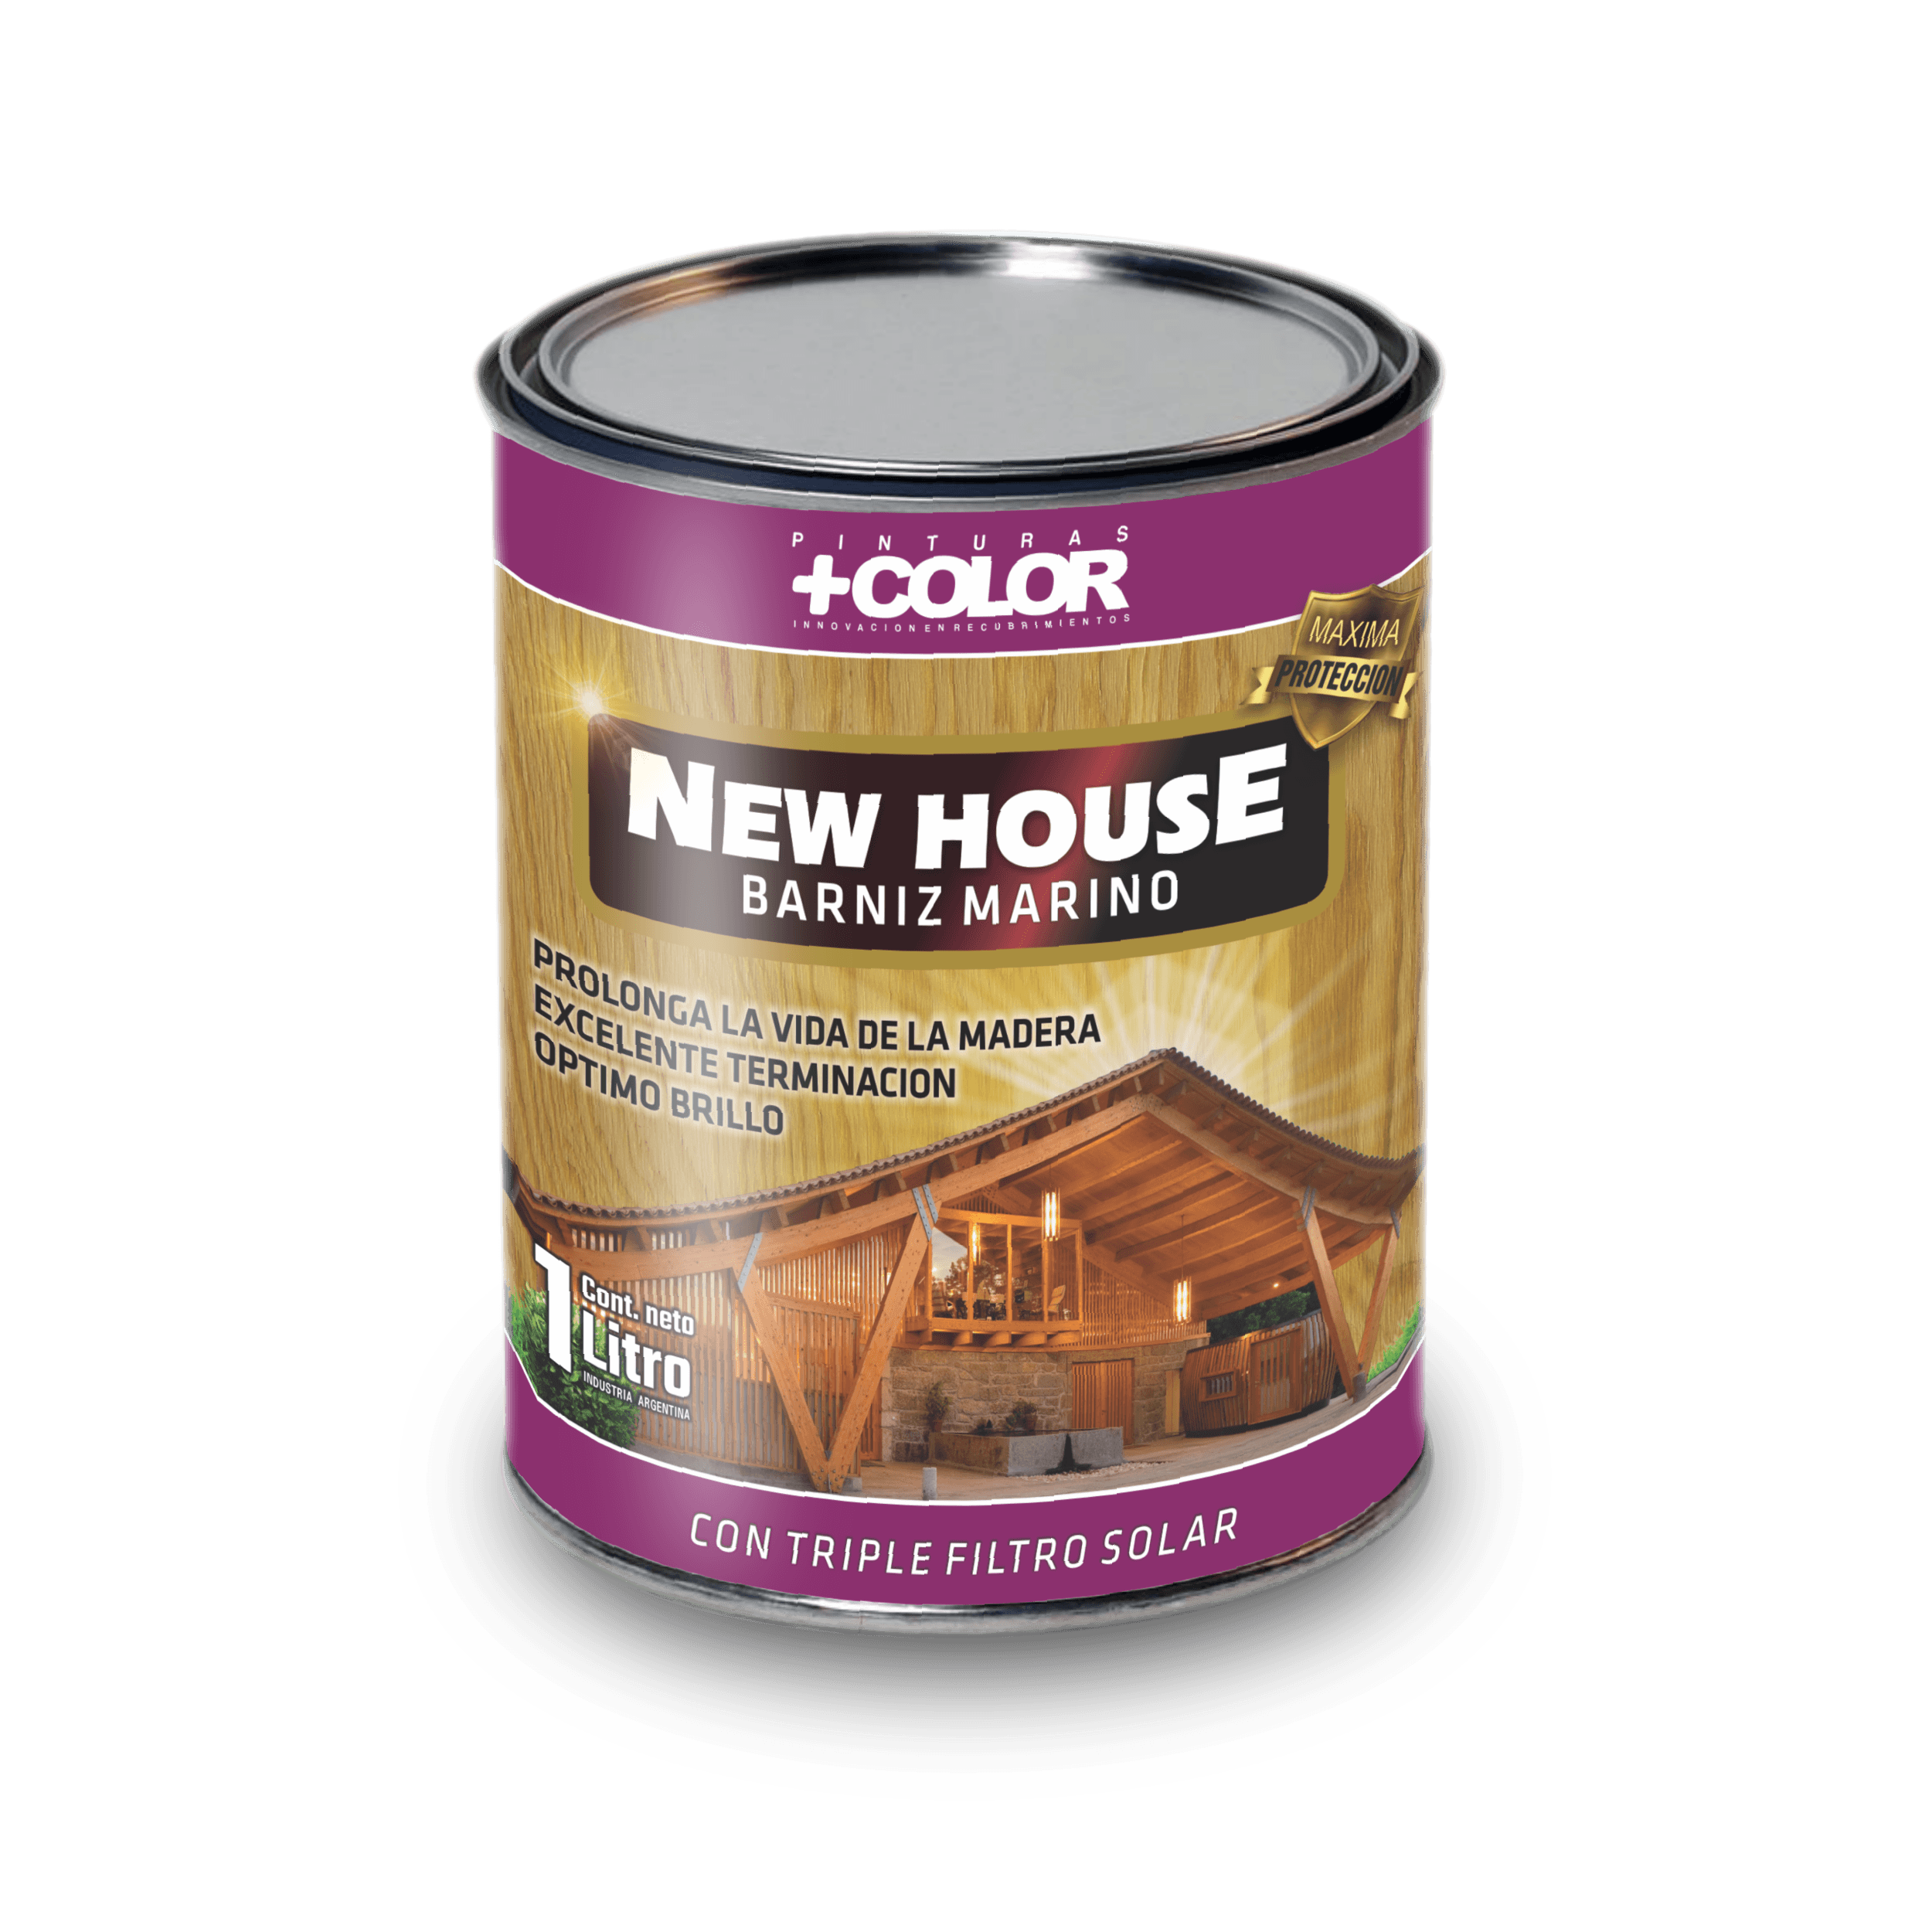 PINTURAS
+COLOR
INNOVACION EN RECUBRIMIENTOS
MAXIMA
PROTECCION
NEW HOUSE
BARNIZ MARINO
PROLONGA LA VIDA DE LA MADERA
EXCELENTE TERMINACION
OPTIMO BRILLO
1
Cont. neto
Litro
INDUSTRIA ARGENTINA
CON TRIPLE FILTRO SOLAR